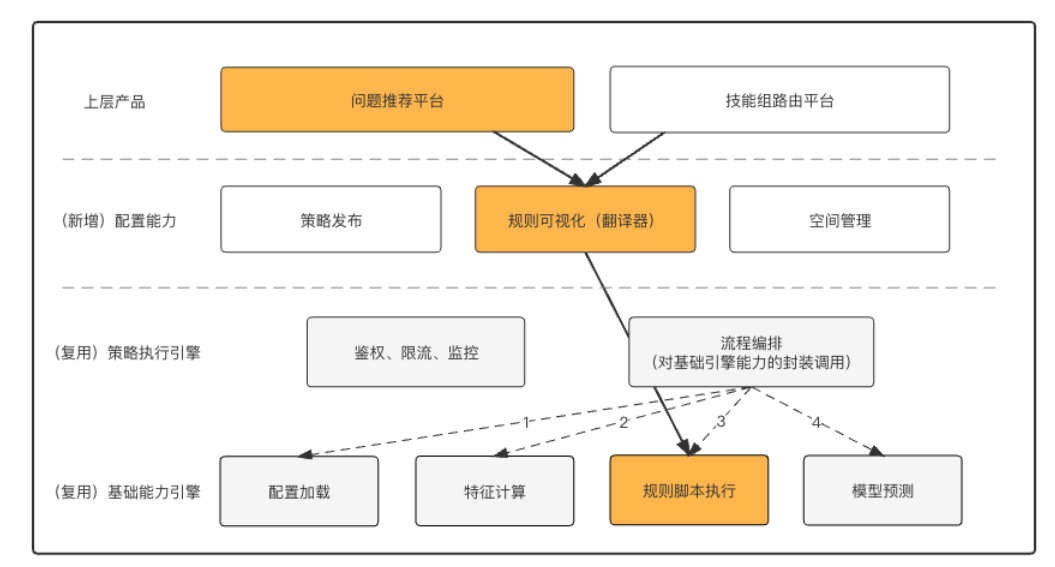 上层产品
问题推荐平台
技能组路由平台
（新增）配置能力
策略发布
规则可视化（翻译器）
空间管理
（复用）策略执行引擎
鉴权、限流、监控
流程编排
（对基础引擎能力的封装调用）
1
2
3
4
（复用）基础能力引擎
配置加载
特征计算
规则脚本执行
模型预测